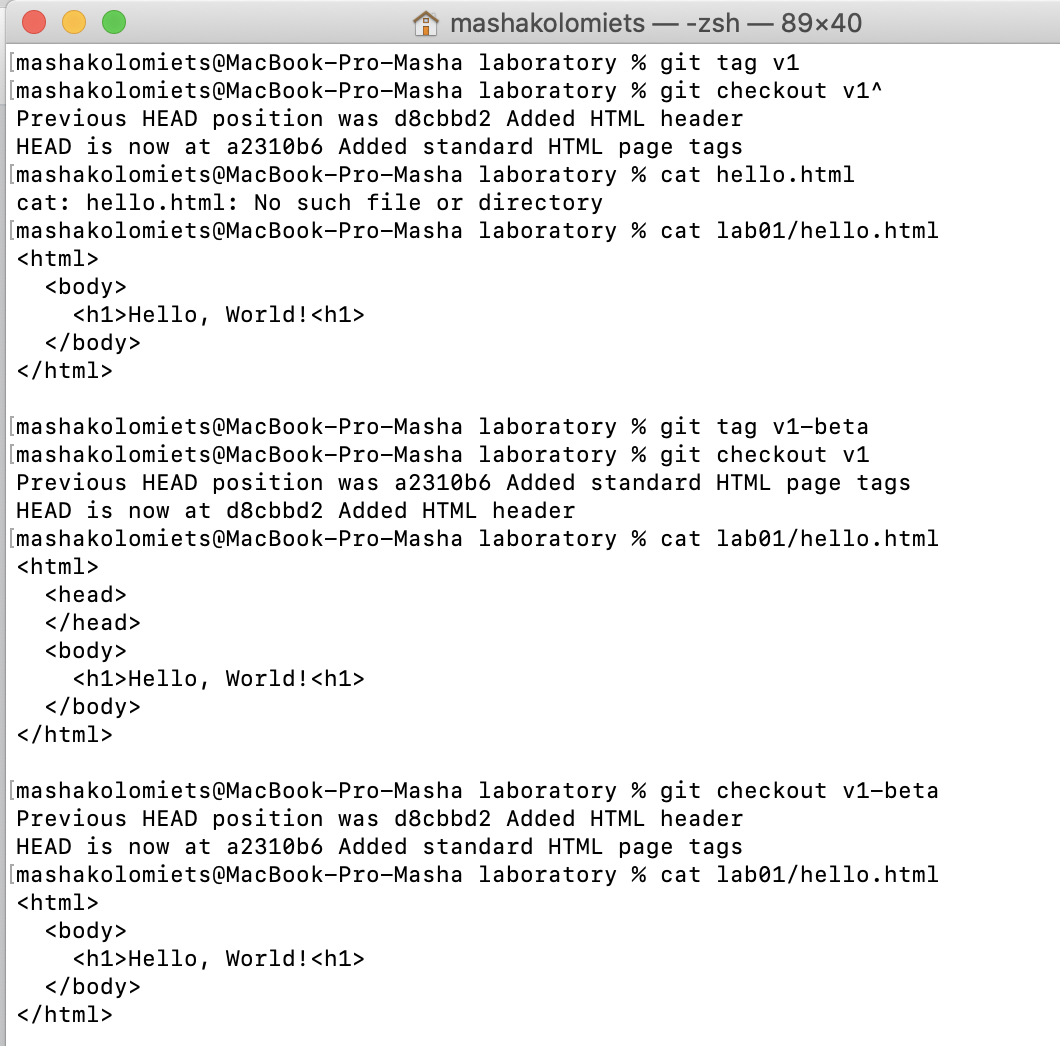 mashakolomiets — -zsh — 89×40
[mashakolomiets@MacBook-Pro-Masha laboratory % git tag v1
[mashakolomiets@MacBook-Pro-Masha laboratory % git checkout v1^
Previous HEAD position was d8cbbd2 Added HTML header
HEAD is now at a2310b6 Added standard HTML page tags
[mashakolomiets@MacBook-Pro-Masha laboratory % cat hello.html
cat: hello.html: No such file or directory
[mashakolomiets@MacBook-Pro-Masha laboratory % cat lab01/hello.html
<html>
  <body>
    <h1>Hello, World!<h1>
  </body>
</html>

[mashakolomiets@MacBook-Pro-Masha laboratory % git tag v1-beta
[mashakolomiets@MacBook-Pro-Masha laboratory % git checkout v1
Previous HEAD position was a2310b6 Added standard HTML page tags
HEAD is now at d8cbbd2 Added HTML header
[mashakolomiets@MacBook-Pro-Masha laboratory % cat lab01/hello.html
<html>
  <head>
  </head>
  <body>
    <h1>Hello, World!<h1>
  </body>
</html>

[mashakolomiets@MacBook-Pro-Masha laboratory % git checkout v1-beta
Previous HEAD position was d8cbbd2 Added HTML header
HEAD is now at a2310b6 Added standard HTML page tags
[mashakolomiets@MacBook-Pro-Masha laboratory % cat lab01/hello.html
<html>
  <body>
    <h1>Hello, World!<h1>
  </body>
</html>